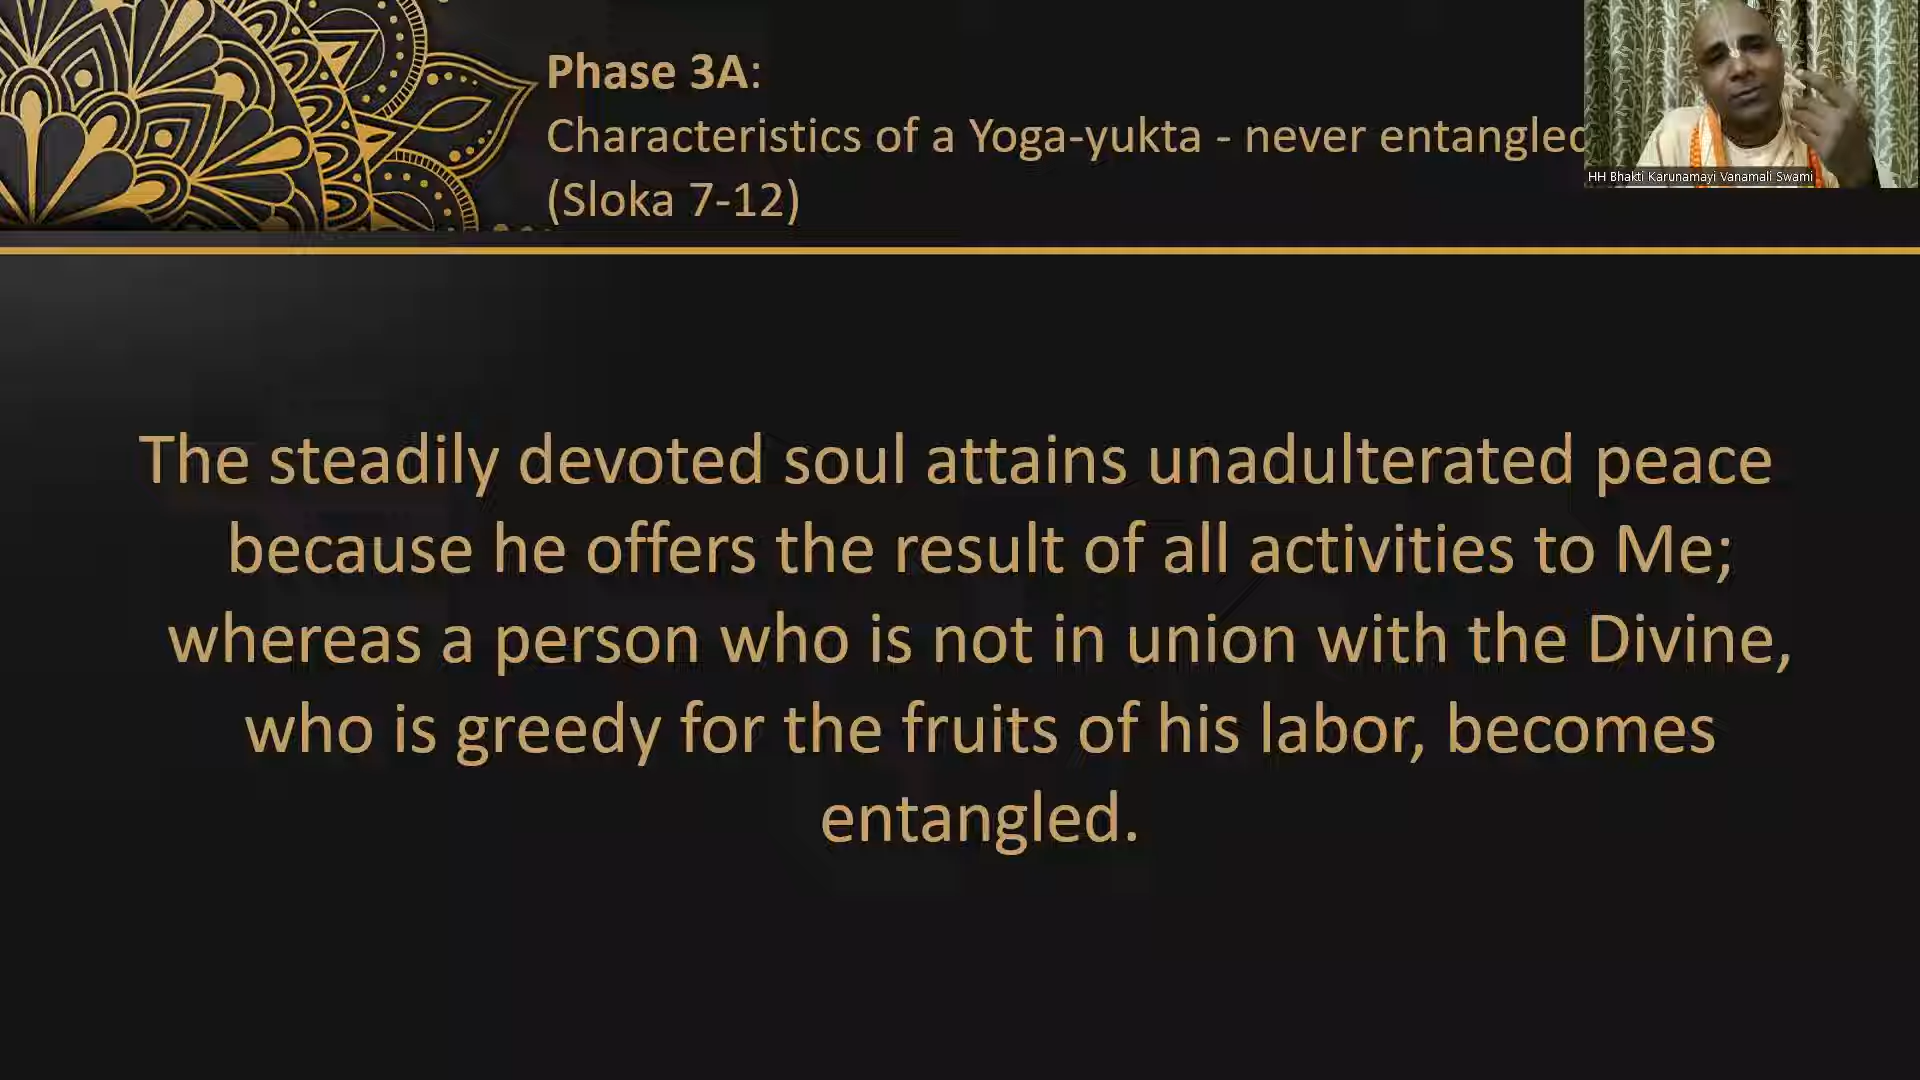 Phase 3A:
Characteristics of a Yoga-yukta - never entangled
(Sloka 7-12)
HH Bhakti Karunamayi Vanamali Swami
The steadily devoted soul attains unadulterated peace
because he offers the result of all activities to Me;
whereas a person who is not in union with the Divine,
who is greedy for the fruits of his labor, becomes
entangled.